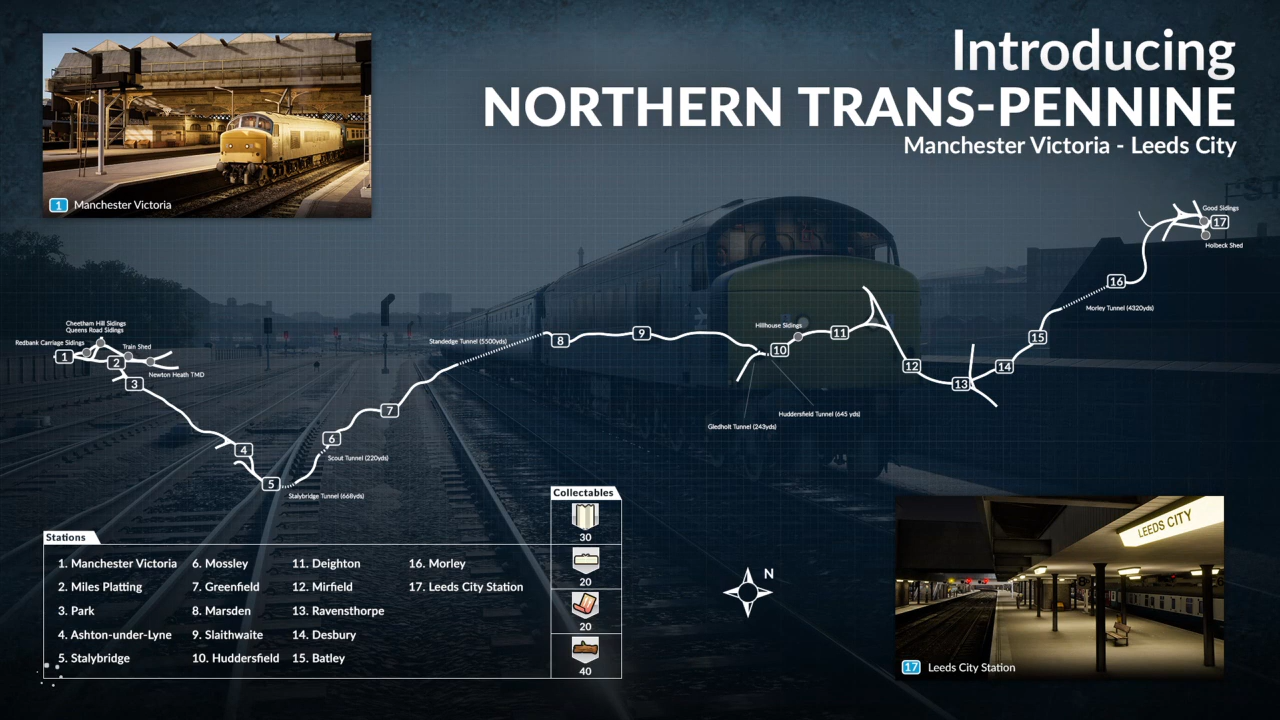 Introducing
NORTHERN TRANS-PENNINE
Manchester Victoria - Leeds City
1 Manchester Victoria
Good Sidings
17
Holbeck Shed
16
Morley Tunnel (4320yds)
Cheetham Hill Sidings
Queens Road Sidings
Redbank Carriage Sidings
Train Shed
1
2
Newton Heath TMD
3
4
5
Stalybridge Tunnel (668yds)
6
Scout Tunnel (220yds)
7
Standedge Tunnel (5500yds)
8
9
Hillhouse Sidings
10
11
Huddersfield Tunnel (645 yds)
Gledholt Tunnel (243yds)
12
13
14
15
Collectables
30
20
20
40
Stations
1. Manchester Victoria
2. Miles Platting
3. Park
4. Ashton-under-Lyne
5. Stalybridge
6. Mossley
7. Greenfield
8. Marsden
9. Slaithwaite
10. Huddersfield
11. Deighton
12. Mirfield
13. Ravensthorpe
14. Desbury
15. Batley
16. Morley
17. Leeds City Station
N
LEEDS CITY
17 Leeds City Station